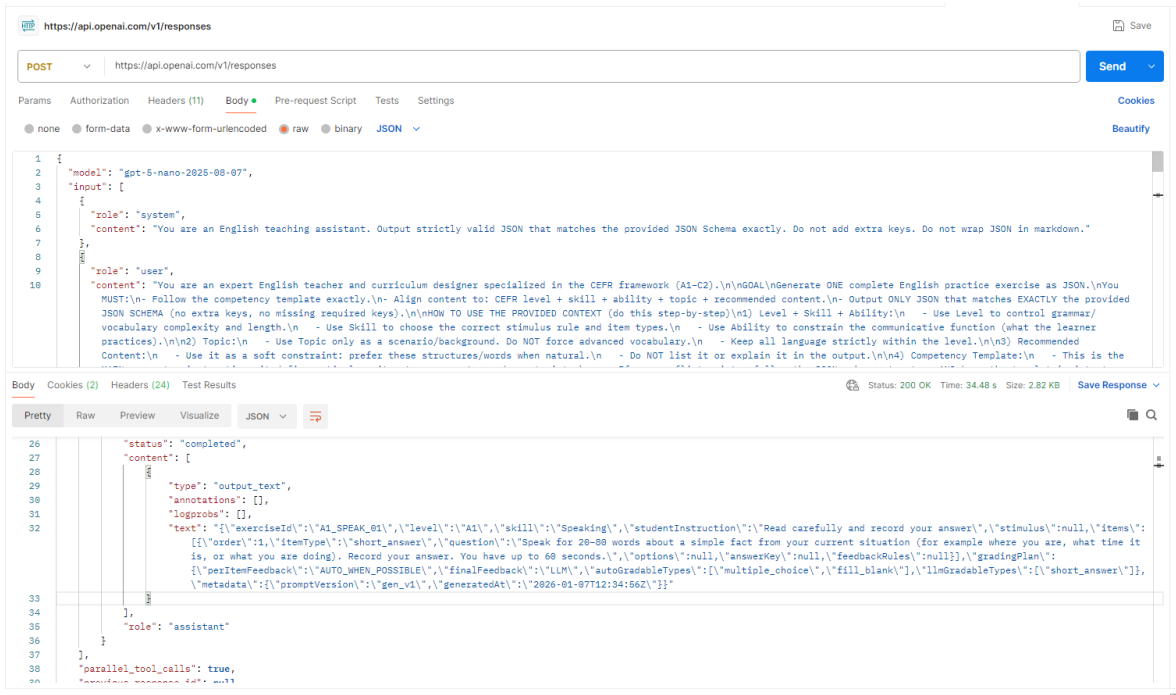 HTTP https://api.openai.com/v1/responses Save
POST https://api.openai.com/v1/responses Send
Params Authorization Headers (11) Body Pre-request Script Tests Settings Cookies
none form-data x-www-form-urlencoded raw binary JSON Beautify
1 {
2 "model": "gpt-5-nano-2025-08-07",
3 "input": [
4 {
5 "role": "system",
6 "content": "You are an English teaching assistant. Output strictly valid JSON that matches the provided JSON Schema exactly. Do not add extra keys. Do not wrap JSON in markdown."
7 },
8 {
9 "role": "user",
10 "content": "You are an expert English teacher and curriculum designer specialized in the CEFR framework (A1-C2).\n\nGOAL\nGenerate ONE complete English practice exercise as JSON.\n\nYou
MUST:\n- Follow the competency template exactly.\n- Align content to: CEFR level + skill + ability + topic + recommended content.\n- Output ONLY JSON that matches EXACTLY the provided
JSON SCHEMA (no extra keys, no missing required keys).\n\nHOW TO USE THE PROVIDED CONTEXT (do this step-by-step)\n1) Level + Skill + Ability:\n - Use Level to control grammar/
vocabulary complexity and length.\n - Use Skill to choose the correct stimulus rule and item types.\n - Use Ability to constrain the communicative function (what the learner
practices).\n\n2) Topic:\n - Use Topic only as a scenario/background. Do NOT force advanced vocabulary.\n - Keep all language strictly within the level.\n\n3) Recommended
Content:\n - Use it as a soft constraint: prefer these structures/words when natural.\n - Do NOT list it or explain it in the output.\n\n4) Competency Template:\n - This is the
Body Cookies (2) Headers (24) Test Results Status: 200 OK Time: 34.48 s Size: 2.82 KB Save Response
Pretty Raw Preview Visualize JSON
26 "status": "completed",
27 "content": [
28 {
29 "type": "output_text",
30 "annotations": [],
31 "logprobs": [],
32 "text": "{\"exerciseId\":\"A1_SPEAK_01\",\"level\":\"A1\",\"skill\":\"Speaking\",\"studentInstruction\":\"Read carefully and record your answer\",\"stimulus\":null,\"items\":
[{\"order\":1,\"itemType\":\"short_answer\",\"question\":\"Speak for 20-80 words about a simple fact from your current situation (for example where you are, what time it
is, or what you are doing). Record your answer. You have up to 60 seconds.\",\"options\":null,\"answerKey\":null,\"feedbackRules\":null}],\"gradingPlan\":
{\"perItemFeedback\":\"AUTO_WHEN_POSSIBLE\",\"finalFeedback\":\"LLM\",\"autoGradableTypes\":[\"multiple_choice\",\"fill_blank\"],\"llmGradableTypes\":[\"short_answer\"]},
\"metadata\":{\"promptVersion\":\"gen_v1\",\"generatedAt\":\"2026-01-07T12:34:56Z\"}}"
33 }
34 ],
35 "role": "assistant"
36 }
37 ],
38 "parallel_tool_calls": true,